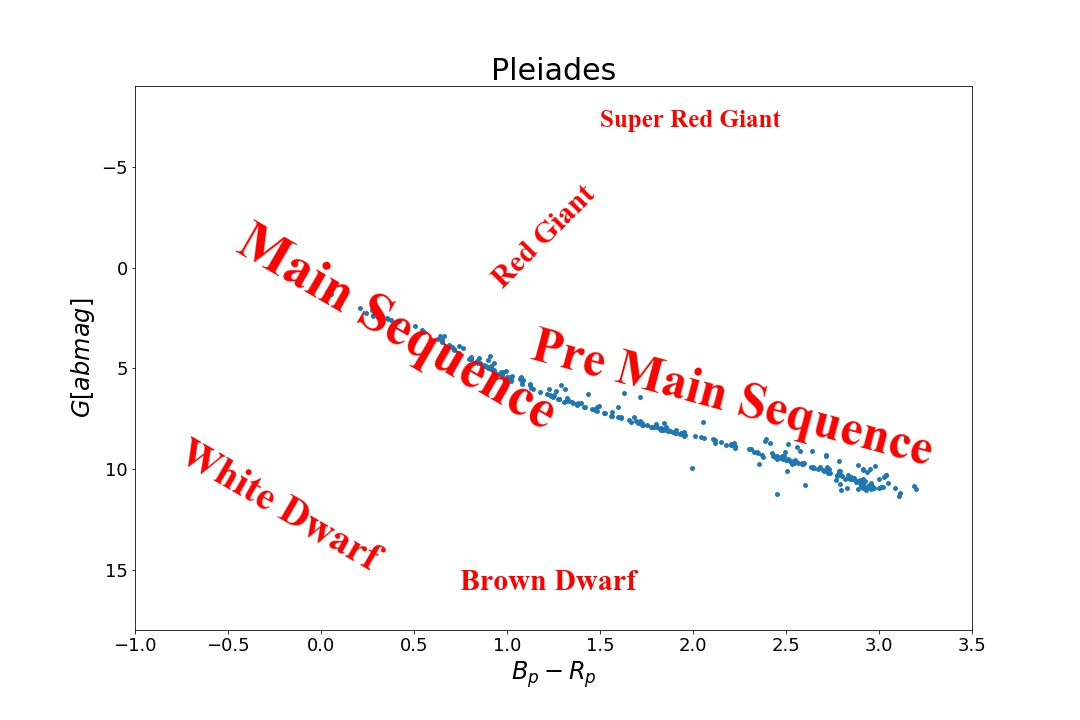 Pleiades
Super Red Giant
Red Giant
Main Sequence
Pre Main Sequence
White Dwarf
Brown Dwarf
G[abmag]
−5
0
5
10
15
−1.0 −0.5 0.0 0.5 1.0 1.5 2.0 2.5 3.0 3.5
Bp − Rp